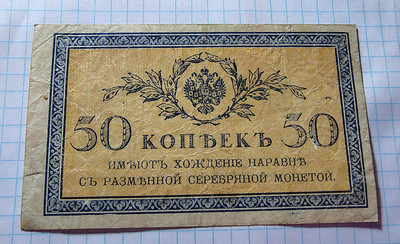 50 КОПѢЕКЪ 50
ИМѢЮТЪ ХОЖДЕНІЕ НАРАВНѢ
СЪ РАЗМѢННОЙ СЕРЕБРЯНОЙ МОНЕТОЙ.